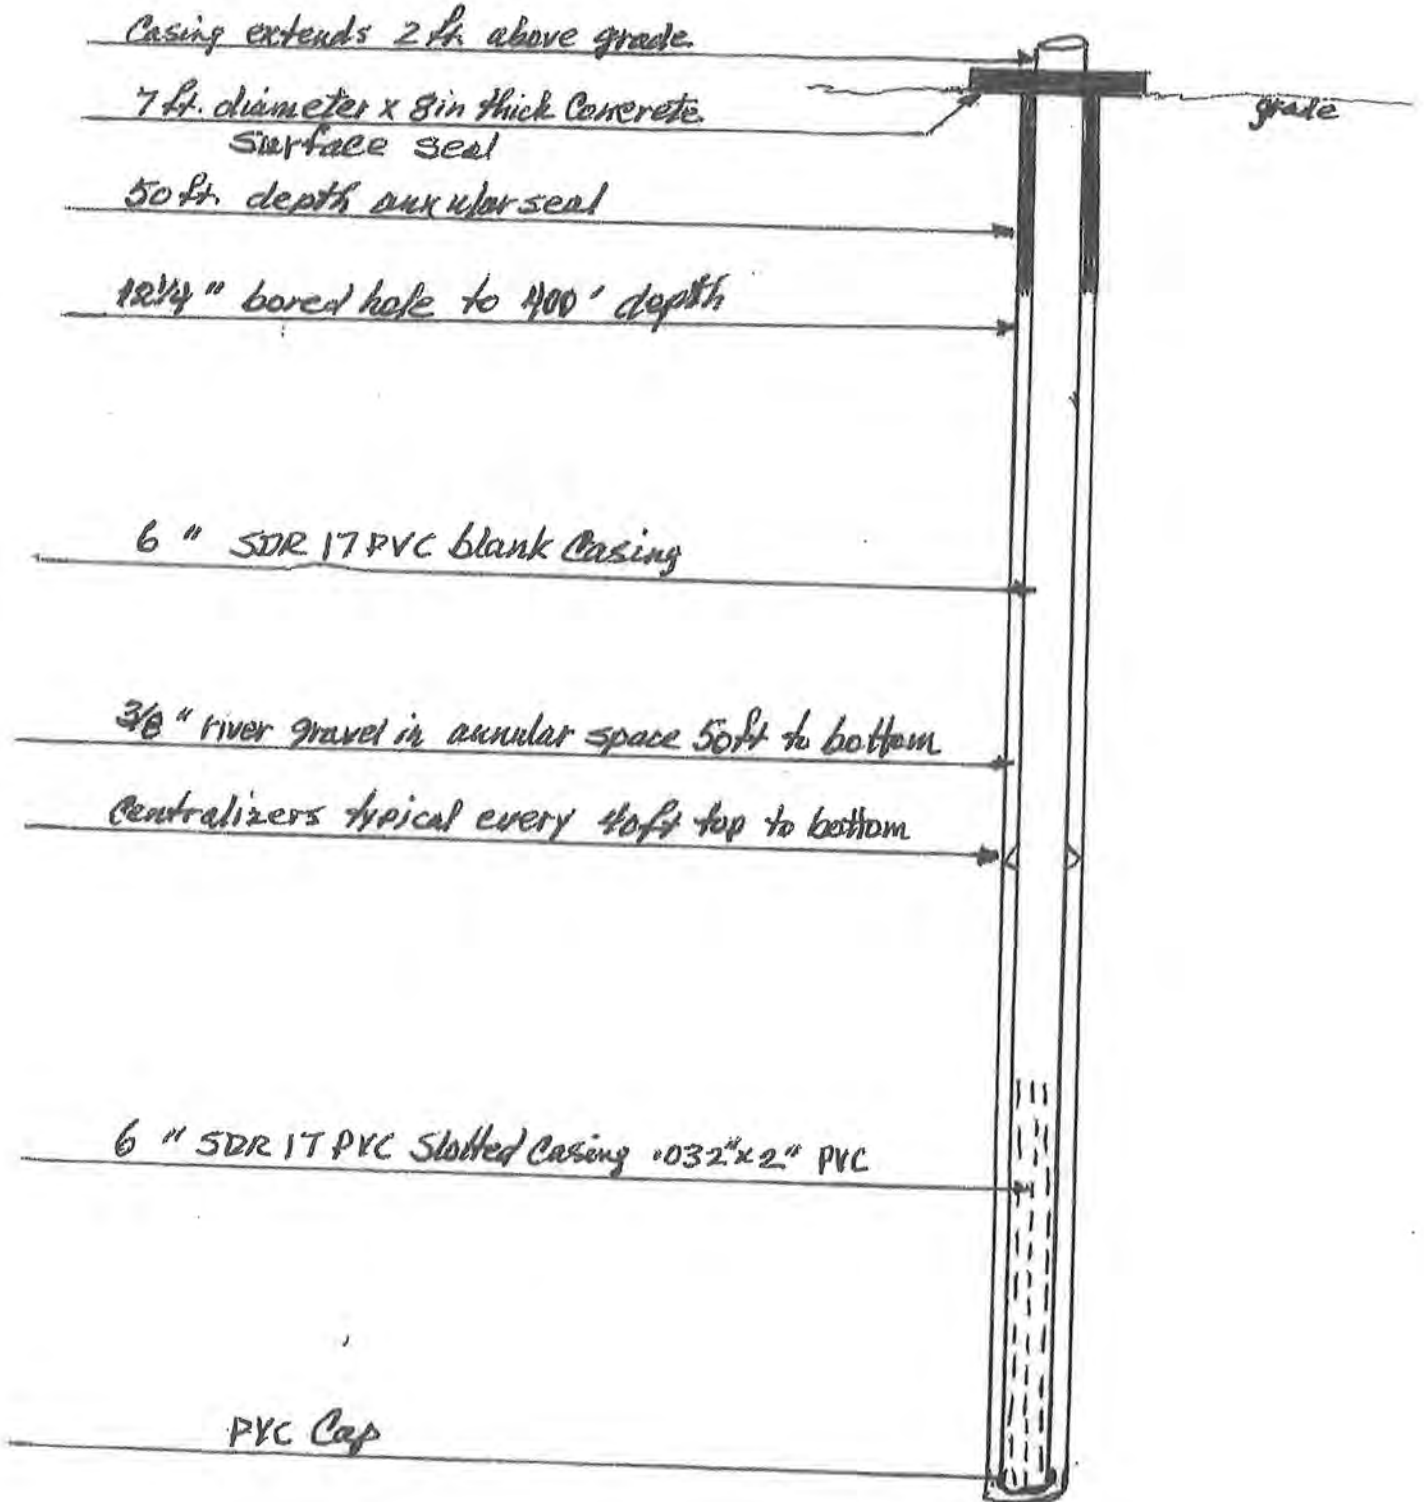 Casing extends 2 ft. above grade
7 ft. diameter x 8in thick Concrete
surface seal
grade
50 ft. depth annular seal
12 1/4" bored hole to 400' depth
6" SDR 17 PVC blank Casing
3/8" river gravel in annular space 50ft to bottom
Centralizers typical every 40ft top to bottom
6" SDR 17 PVC Slotted Casing .032"x2" PVC
PVC Cap